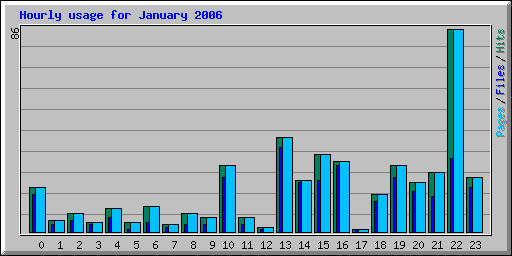 Hourly usage for January 2006
86
Pages/Files/Hits
0 1 2 3 4 5 6 7 8 9 10 11 12 13 14 15 16 17 18 19 20 21 22 23